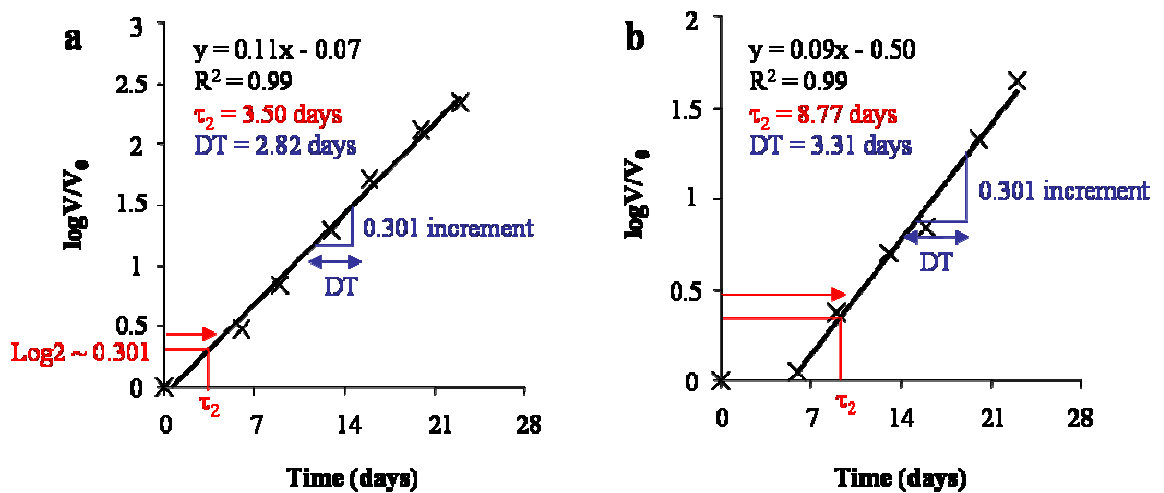 a
y = 0.11x - 0.07
R² = 0.99
τ₂ = 3.50 days
DT = 2.82 days
3
2.5
2
1.5
1
0.5
0
logV/V₀
0.301 increment
DT
Log2 ~ 0.301
τ₂
0 7 14 21 28
Time (days)
b
y = 0.09x - 0.50
R² = 0.99
τ₂ = 8.77 days
DT = 3.31 days
2
1.5
1
0.5
0
logV/V₀
0.301 increment
DT
τ₂
0 7 14 21 28
Time (days)